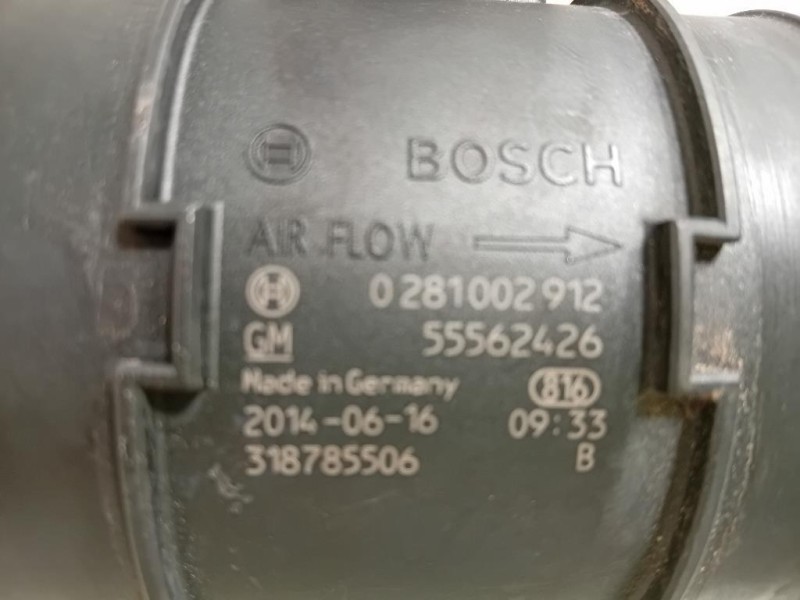 BOSCH
AIR FLOW
0 281 002 912
GM 55562426
Made in Germany 816
2014-06-16 09:33
318785506 B